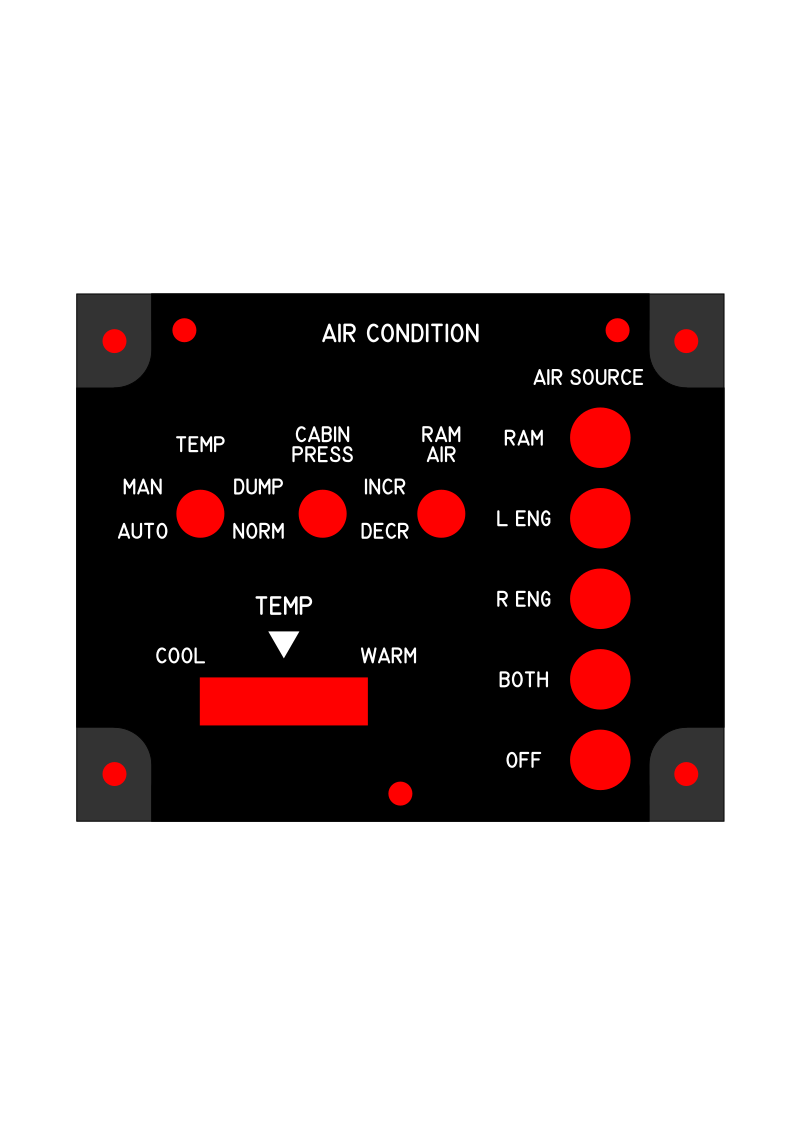 AIR CONDITION
AIR SOURCE
TEMP
CABIN
PRESS
RAM
AIR
MAN
AUTO
DUMP
NORM
INCR
DECR
RAM
L ENG
R ENG
BOTH
OFF
TEMP
COOL
WARM